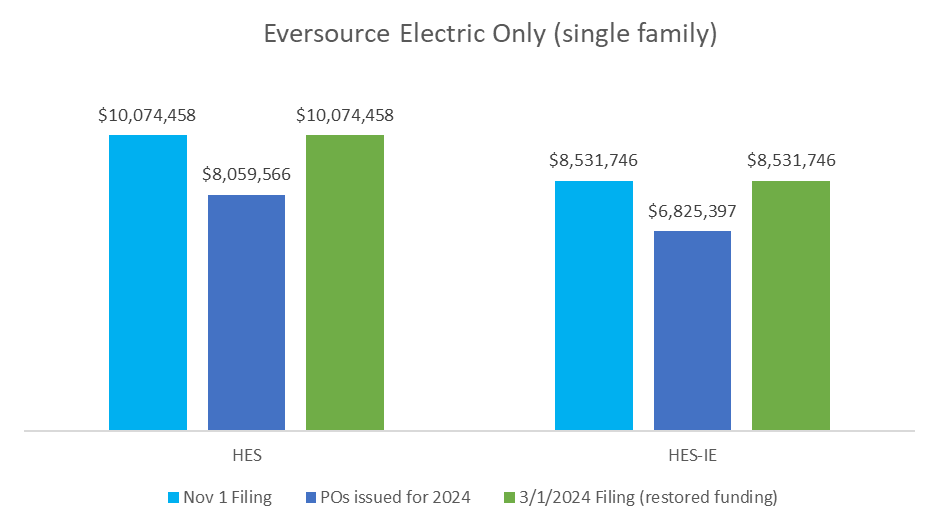 Eversource Electric Only (single family)
$10,074,458
$8,059,566
$10,074,458
$8,531,746
$6,825,397
$8,531,746
HES
HES-IE
Nov 1 Filing
POs issued for 2024
3/1/2024 Filing (restored funding)